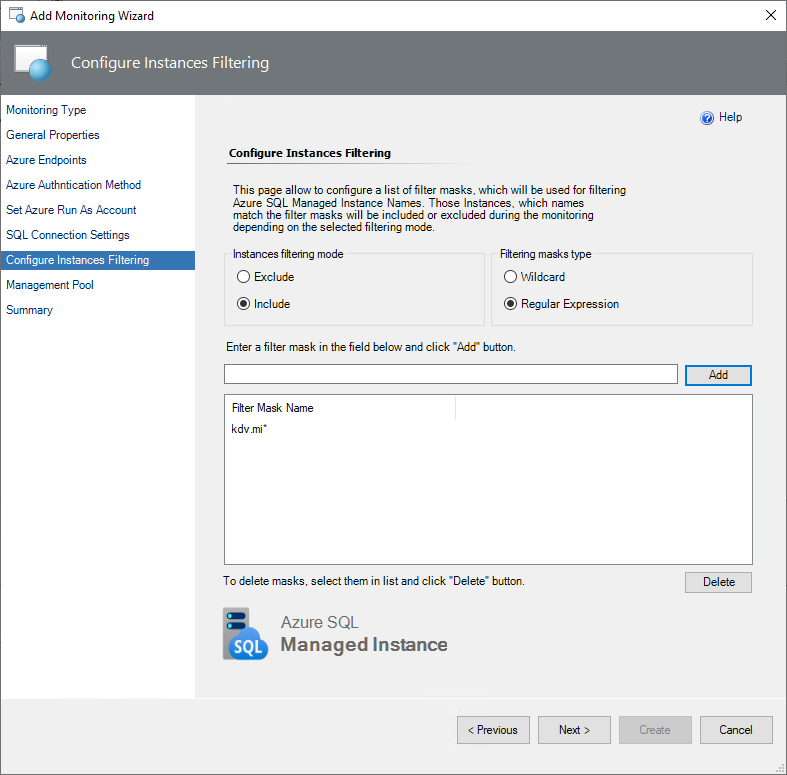 Add Monitoring Wizard
Configure Instances Filtering
Monitoring Type
General Properties
Azure Endpoints
Azure Authntication Method
Set Azure Run As Account
SQL Connection Settings
Configure Instances Filtering
Management Pool
Summary
Help
Configure Instances Filtering
This page allow to configure a list of filter masks, which will be used for filtering
Azure SQL Managed Instance Names. Those Instances, which names
match the filter masks will be included or excluded during the monitoring
depending on the selected filtering mode.
Instances filtering mode
Exclude
Include
Filtering masks type
Wildcard
Regular Expression
Enter a filter mask in the field below and click "Add" button.
Add
Filter Mask Name
kdv.mi*
To delete masks, select them in list and click "Delete" button.
Delete
SQL
Azure SQL
Managed Instance
< Previous
Next >
Create
Cancel